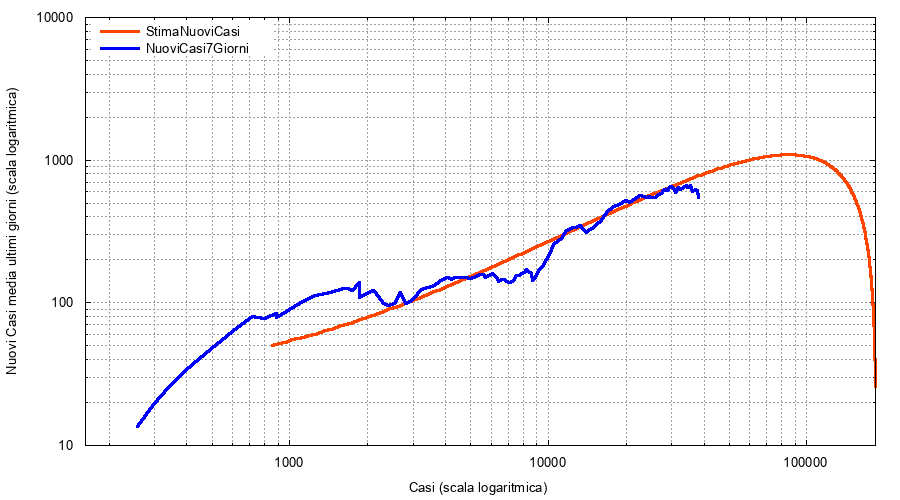 10000
StimaNuoviCasi
NuoviCasi7Giorni
1000
100
10
Nuovi Casi media ultimi giorni (scala logaritmica)
1000
10000
100000
Casi (scala logaritmica)